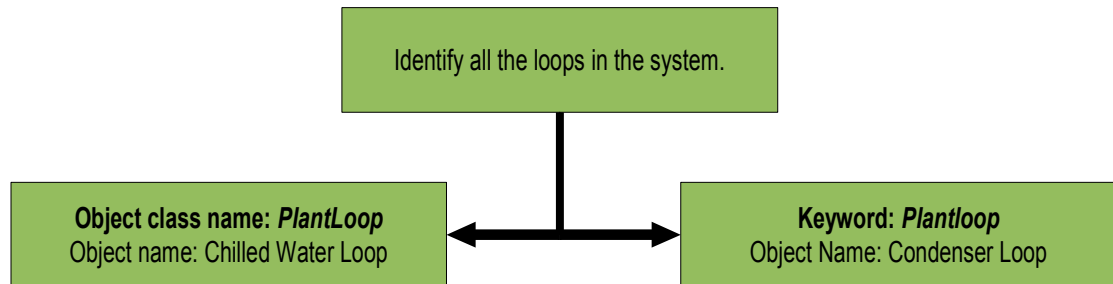 Identify all the loops in the system.
Object class name: PlantLoop
Object name: Chilled Water Loop
Keyword: Plantloop
Object Name: Condenser Loop